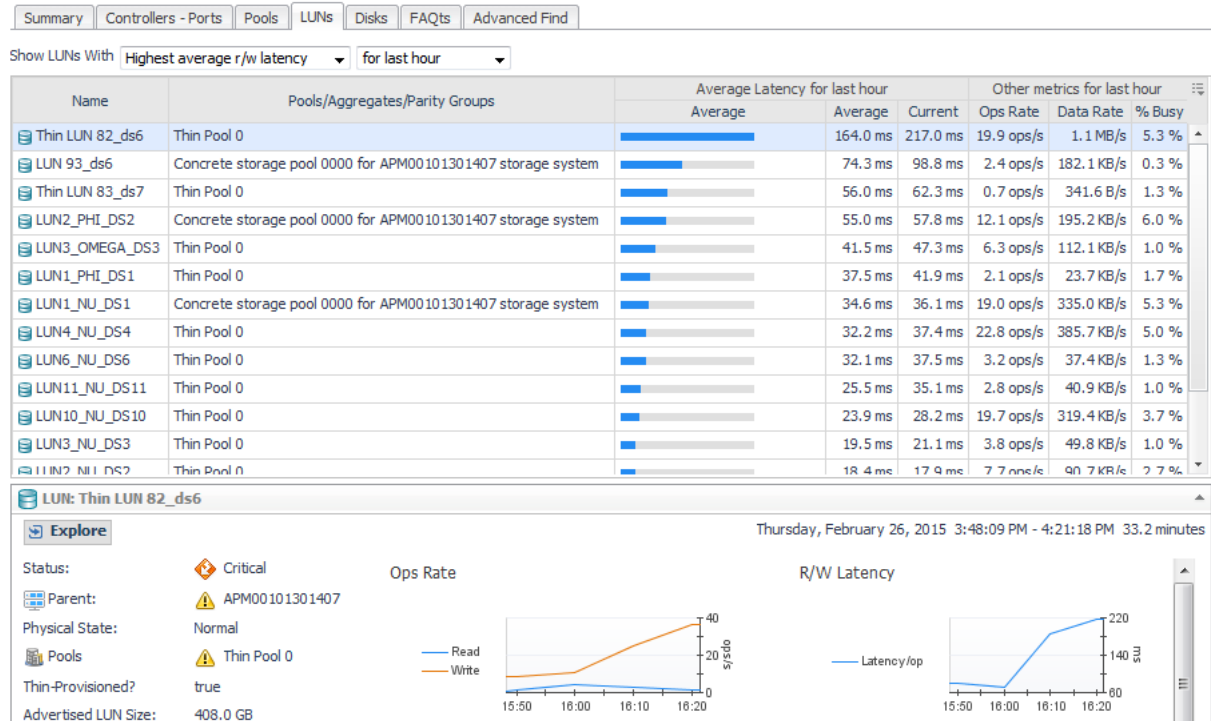 Summary Controllers - Ports Pools LUNs Disks FAQts Advanced Find
Show LUNs With Highest average r/w latency for last hour
Name Pools/Aggregates/Parity Groups Average Latency for last hour Other metrics for last hour
Average Average Current Ops Rate Data Rate % Busy
Thin LUN 82_ds6 Thin Pool 0 164.0 ms 217.0 ms 19.9 ops/s 1.1 MB/s 5.3 %
LUN 93_ds6 Concrete storage pool 0000 for APM00101301407 storage system 74.3 ms 98.8 ms 2.4 ops/s 182.1 KB/s 0.3 %
Thin LUN 83_ds7 Thin Pool 0 56.0 ms 62.3 ms 0.7 ops/s 341.6 B/s 1.3 %
LUN2_PHI_DS2 Concrete storage pool 0000 for APM00101301407 storage system 55.0 ms 57.8 ms 12.1 ops/s 195.2 KB/s 6.0 %
LUN3_OMEGA_DS3 Thin Pool 0 41.5 ms 47.3 ms 6.3 ops/s 112.1 KB/s 1.0 %
LUN1_PHI_DS1 Thin Pool 0 37.5 ms 41.9 ms 2.1 ops/s 23.7 KB/s 1.7 %
LUN1_NU_DS1 Concrete storage pool 0000 for APM00101301407 storage system 34.6 ms 36.1 ms 19.0 ops/s 335.0 KB/s 5.3 %
LUN4_NU_DS4 Thin Pool 0 32.2 ms 37.4 ms 22.8 ops/s 385.7 KB/s 5.0 %
LUN6_NU_DS6 Thin Pool 0 32.1 ms 37.5 ms 3.2 ops/s 37.4 KB/s 1.3 %
LUN11_NU_DS11 Thin Pool 0 25.5 ms 35.1 ms 2.8 ops/s 40.9 KB/s 1.0 %
LUN10_NU_DS10 Thin Pool 0 23.9 ms 28.2 ms 19.7 ops/s 319.4 KB/s 3.7 %
LUN3_NU_DS3 Thin Pool 0 19.5 ms 21.1 ms 3.8 ops/s 49.8 KB/s 1.0 %
LUN2_NU_DS2 Thin Pool 0 18.4 ms 17.9 ms 7.7 ops/s 90.7 KB/s 2.7 %
LUN: Thin LUN 82_ds6
Explore Thursday, February 26, 2015 3:48:09 PM - 4:21:18 PM 33.2 minutes
Status: Critical
Parent: APM00101301407
Physical State: Normal
Pools Thin Pool 0
Thin-Provisioned? true
Advertised LUN Size: 408.0 GB
Ops Rate
Read
Write
40
20
0
ops/s
15:50 16:00 16:10 16:20
R/W Latency
Latency/op
220
140
60
ms
15:50 16:00 16:10 16:20